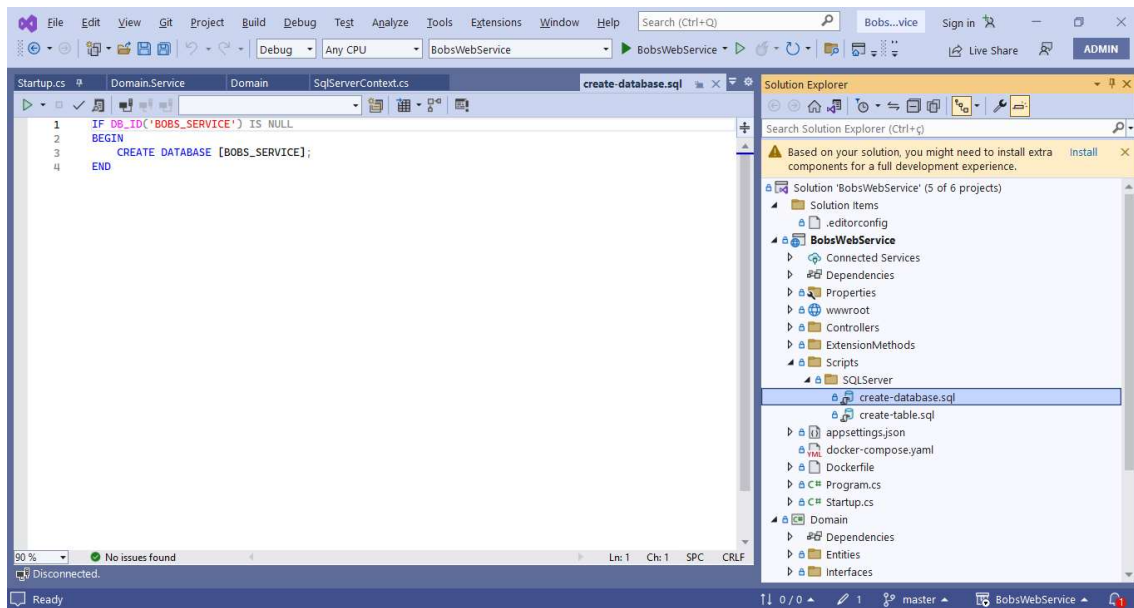 File Edit View Git Project Build Debug Test Analyze Tools Extensions Window Help Search (Ctrl+Q) Bobs...vice Sign in
Debug Any CPU BobsWebService BobsWebService Live Share ADMIN
Startup.cs Domain.Service Domain SqlServerContext.cs create-database.sql
1 IF DB_ID('BOBS_SERVICE') IS NULL
2 BEGIN
3 CREATE DATABASE [BOBS_SERVICE];
4 END
90 % No issues found Ln: 1 Ch: 1 SPC CRLF
Disconnected.
Solution Explorer
Search Solution Explorer (Ctrl+ç)
Based on your solution, you might need to install extra Install
components for a full development experience.
Solution 'BobsWebService' (5 of 6 projects)
Solution Items
.editorconfig
BobsWebService
Connected Services
Dependencies
Properties
wwwroot
Controllers
ExtensionMethods
Scripts
SQLServer
create-database.sql
create-table.sql
appsettings.json
YML docker-compose.yaml
Dockerfile
C# Program.cs
C# Startup.cs
C# Domain
Dependencies
Entities
Interfaces
Ready 0 / 0 1 master BobsWebService 1